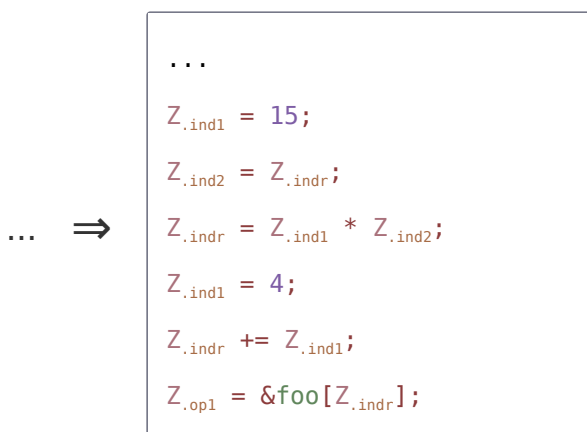 ...
Z.ind1 = 15;
Z.ind2 = Z.indr;
... ⇒ Z.indr = Z.ind1 * Z.ind2;
Z.ind1 = 4;
Z.indr += Z.ind1;
Z.op1 = &foo[Z.indr];